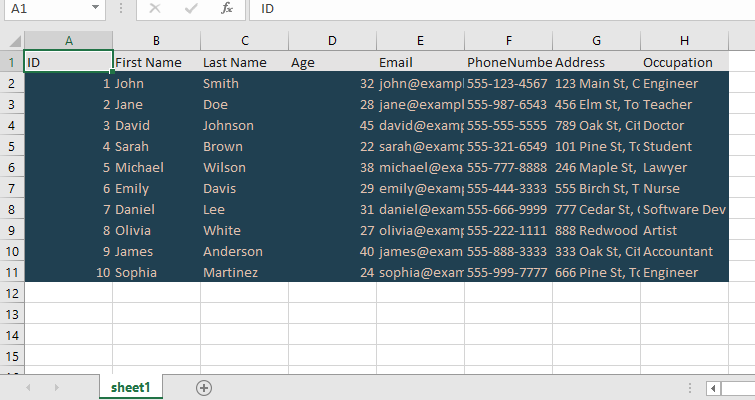 A1 fx ID
A B C D E F G H
1 ID First Name Last Name Age Email PhoneNumbe Address Occupation
2 1 John Smith 32 john@exampl 555-123-4567 123 Main St, C Engineer
3 2 Jane Doe 28 jane@exampl 555-987-6543 456 Elm St, To Teacher
4 3 David Johnson 45 david@examp 555-555-5555 789 Oak St, Cit Doctor
5 4 Sarah Brown 22 sarah@examp 555-321-6549 101 Pine St, To Student
6 5 Michael Wilson 38 michael@exa 555-777-8888 246 Maple St, Lawyer
7 6 Emily Davis 29 emily@examp 555-444-3333 555 Birch St, T Nurse
8 7 Daniel Lee 31 daniel@exam 555-666-9999 777 Cedar St, Software Dev
9 8 Olivia White 27 olivia@examp 555-222-1111 888 Redwood Artist
10 9 James Anderson 40 james@exam 555-888-3333 333 Oak St, Cit Accountant
11 10 Sophia Martinez 24 sophia@exam 555-999-7777 666 Pine St, To Engineer
12
13
14
15
sheet1